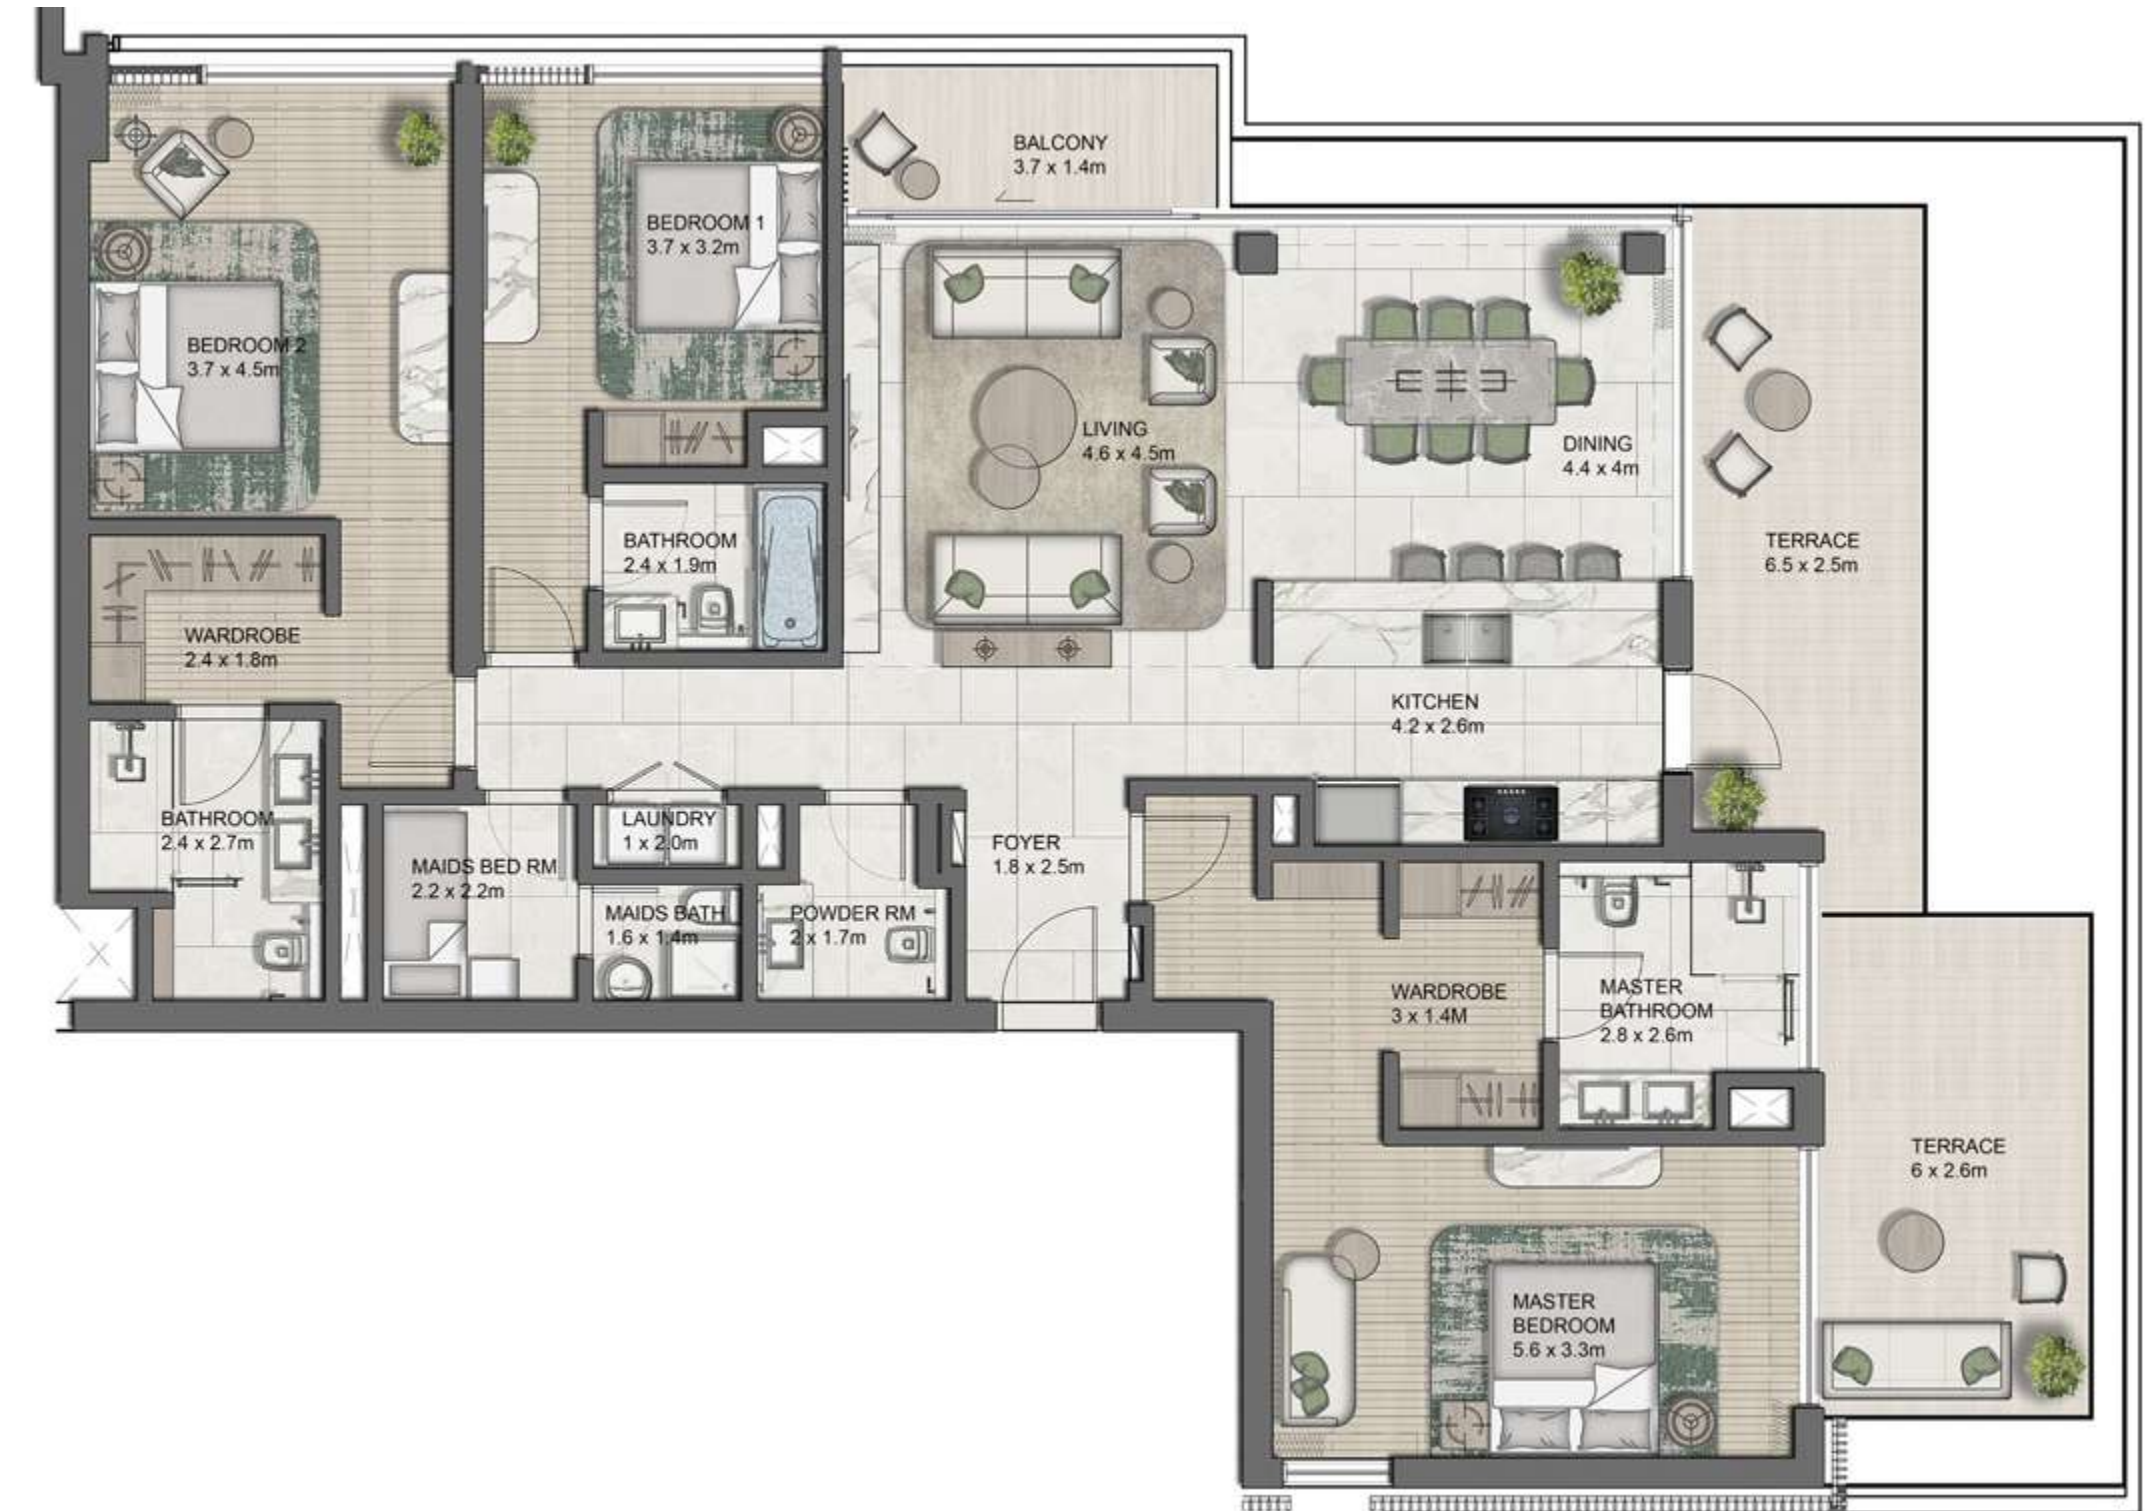 BALCONY
3.7 x 1.4m
BEDROOM 1
3.7 x 3.2m
BEDROOM 2
3.7 x 4.5m
LIVING
4.6 x 4.5m
DINING
4.4 x 4m
TERRACE
6.5 x 2.5m
BATHROOM
2.4 x 1.9m
WARDROBE
2.4 x 1.8m
KITCHEN
4.2 x 2.6m
BATHROOM
2.4 x 2.7m
LAUNDRY
1 x 2.0m
MAIDS BED RM
2.2 x 2.2m
FOYER
1.8 x 2.5m
MAIDS BATH
1.6 x 1.4m
POWDER RM
2 x 1.7m
WARDROBE
3 x 1.4M
MASTER
BATHROOM
2.8 x 2.6m
TERRACE
6 x 2.6m
MASTER
BEDROOM
5.6 x 3.3m